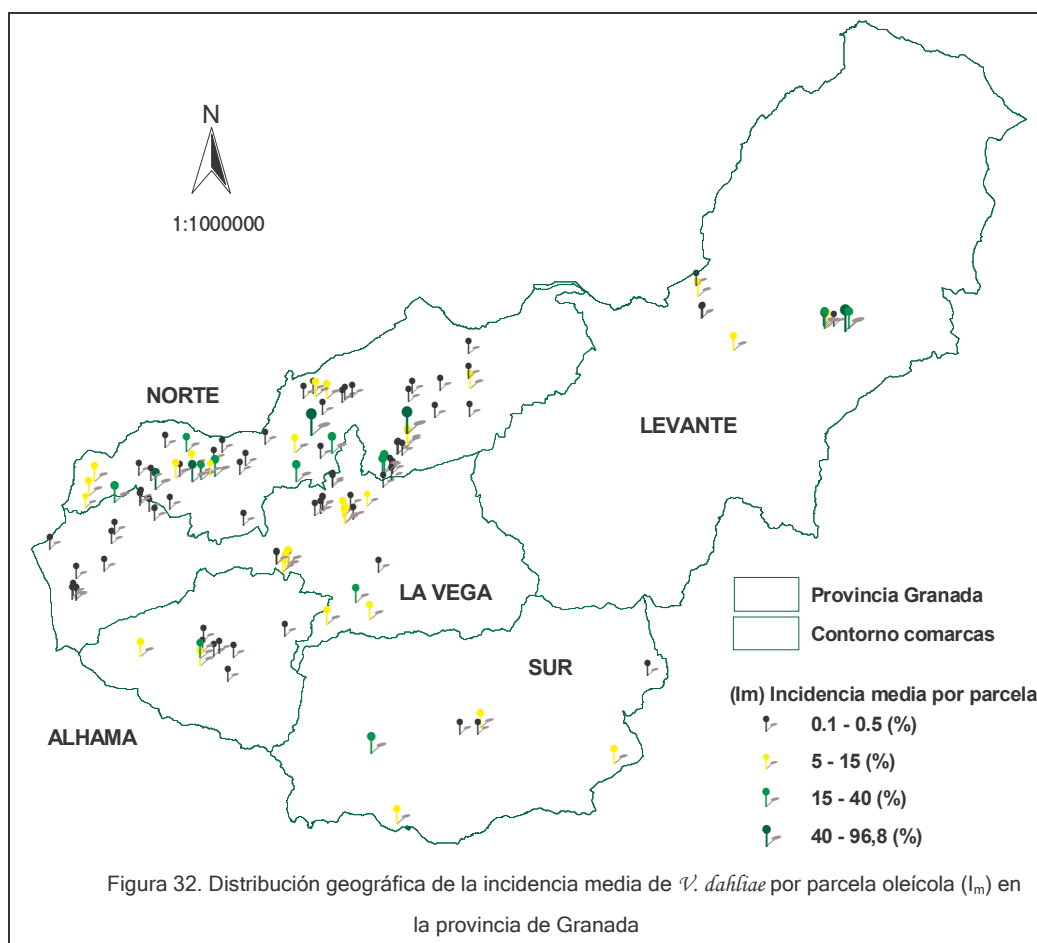 N
1:1000000
NORTE
LEVANTE
LA VEGA
SUR
ALHAMA
Provincia Granada
Contorno comarcas
(Im) Incidencia media por parcela
0.1 - 0.5 (%)
5 - 15 (%)
15 - 40 (%)
40 - 96,8 (%)
Figura 32. Distribución geográfica de la incidencia media de V. dahliae por parcela oleícola (Im) en
la provincia de Granada